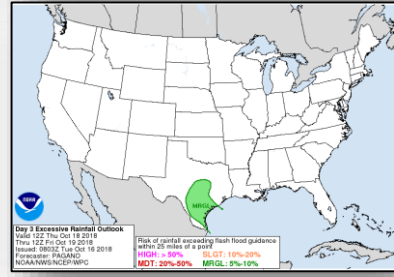 MRGL
noaa
Day 3 Excessive Rainfall Outlook
Valid 12Z Thu Oct 18 2018
Thru 12Z Fri Oct 19 2018
Issued: 0803Z Tue Oct 16 2018
Forecaster: PAGANO
NOAA/NWS/NCEP/WPC
Risk of rainfall exceeding flash flood guidance
within 25 miles of a point
HIGH: > 50% SLGT: 10%-20%
MDT: 20%-50% MRGL: 5%-10%